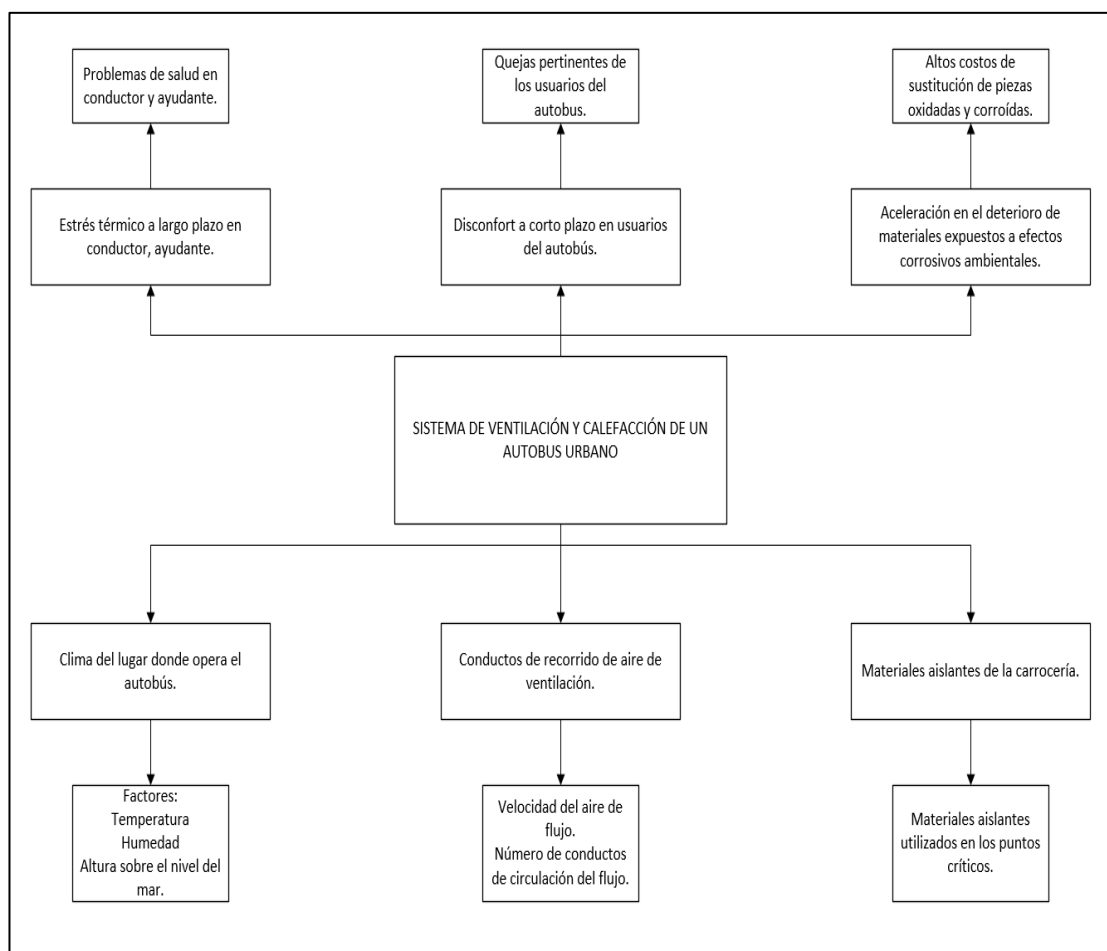 Problemas de salud en
conductor y ayudante.
Quejas pertinentes de
los usuarios del
autobus.
Altos costos de
sustitución de piezas
oxidadas y corroídas.
Estrés térmico a largo plazo en
conductor, ayudante.
Disconfort a corto plazo en usuarios
del autobús.
Aceleración en el deterioro de
materiales expuestos a efectos
corrosivos ambientales.
SISTEMA DE VENTILACIÓN Y CALEFACCIÓN DE UN
AUTOBUS URBANO
Clima del lugar donde opera el
autobús.
Conductos de recorrido de aire de
ventilación.
Materiales aislantes de la carrocería.
Factores:
Temperatura
Humedad
Altura sobre el nivel del
mar.
Velocidad del aire de
flujo.
Número de conductos
de circulación del flujo.
Materiales aislantes
utilizados en los puntos
críticos.